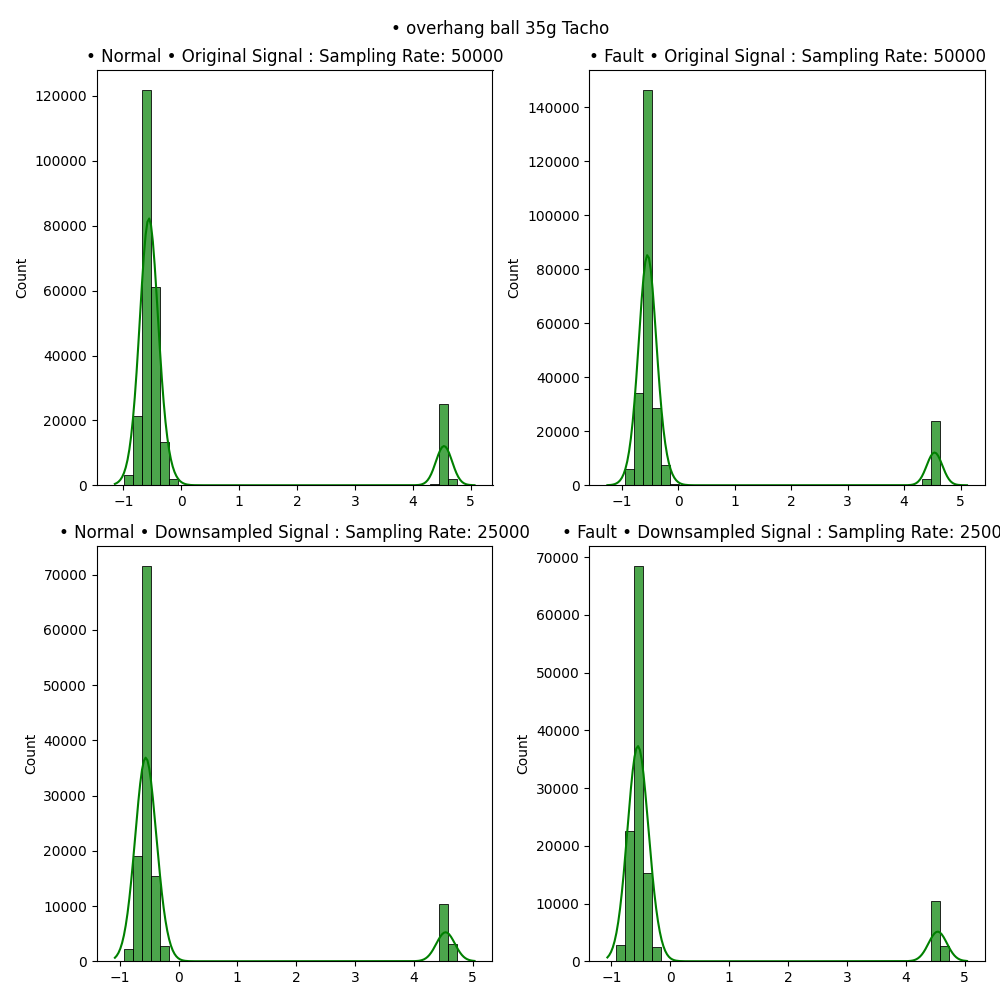 • overhang ball 35g Tacho
• Normal • Original Signal : Sampling Rate: 50000
• Fault • Original Signal : Sampling Rate: 50000
Count
120000
100000
80000
60000
40000
20000
0
−1 0 1 2 3 4 5
Count
140000
120000
100000
80000
60000
40000
20000
0
−1 0 1 2 3 4 5
• Normal • Downsampled Signal : Sampling Rate: 25000
• Fault • Downsampled Signal : Sampling Rate: 2500
Count
70000
60000
50000
40000
30000
20000
10000
0
−1 0 1 2 3 4 5
Count
70000
60000
50000
40000
30000
20000
10000
0
−1 0 1 2 3 4 5